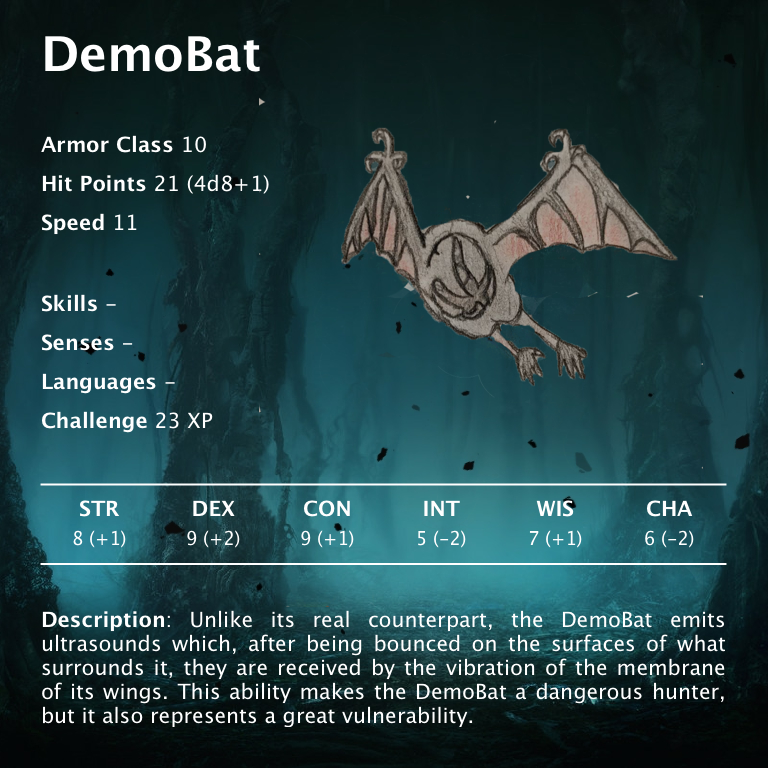 DemoBat
Armor Class 10
Hit Points 21 (4d8+1)
Speed 11
Skills –
Senses –
Languages –
Challenge 23 XP
STR DEX CON INT WIS CHA
8 (+1) 9 (+2) 9 (+1) 5 (–2) 7 (+1) 6 (–2)
Description: Unlike its real counterpart, the DemoBat emits
ultrasounds which, after being bounced on the surfaces of what
surrounds it, they are received by the vibration of the membrane
of its wings. This ability makes the DemoBat a dangerous hunter,
but it also represents a great vulnerability.